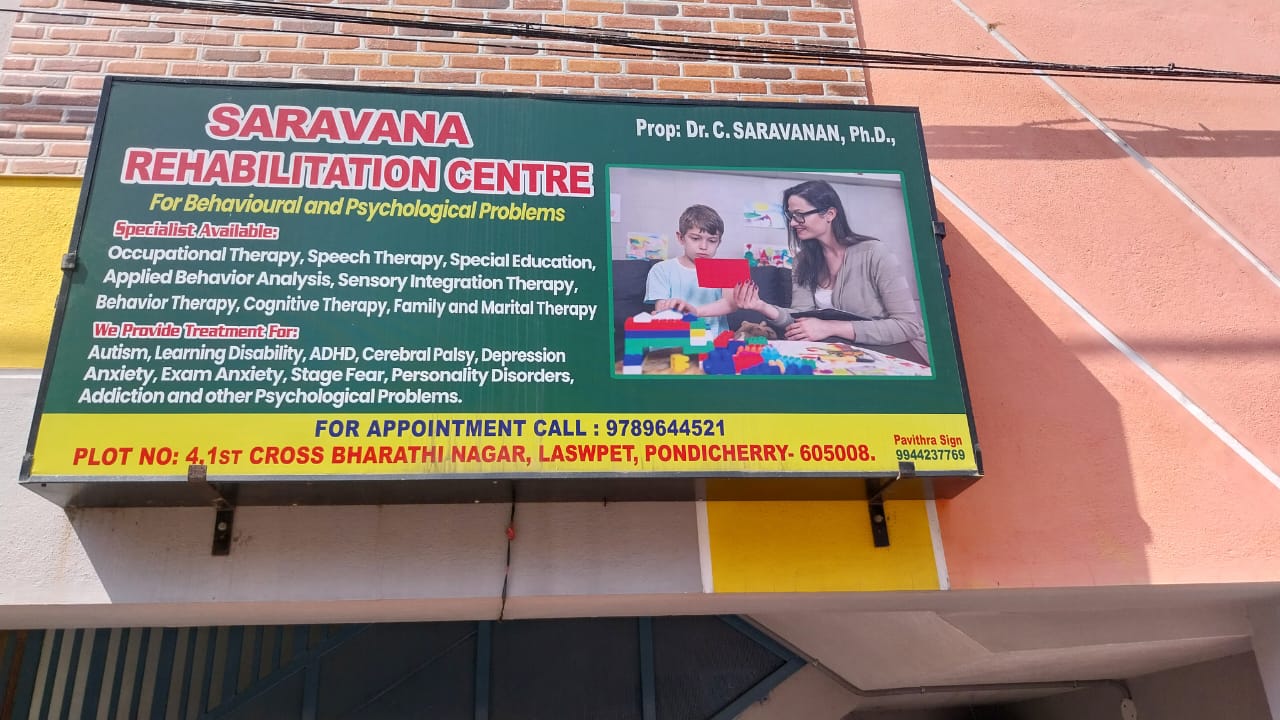 SARAVANA
REHABILITATION CENTRE
For Behavioural and Psychological Problems
Prop: Dr. C. SARAVANAN, Ph.D.,
Specialist Available:
Occupational Therapy, Speech Therapy, Special Education,
Applied Behavior Analysis, Sensory Integration Therapy,
Behavior Therapy, Cognitive Therapy, Family and Marital Therapy
We Provide Treatment For:
Autism, Learning Disability, ADHD, Cerebral Palsy, Depression
Anxiety, Exam Anxiety, Stage Fear, Personality Disorders,
Addiction and other Psychological Problems.
FOR APPOINTMENT CALL : 9789644521
PLOT NO: 4,1ST CROSS BHARATHI NAGAR, LASWPET, PONDICHERRY- 605008.
Pavithra Sign
9944237769